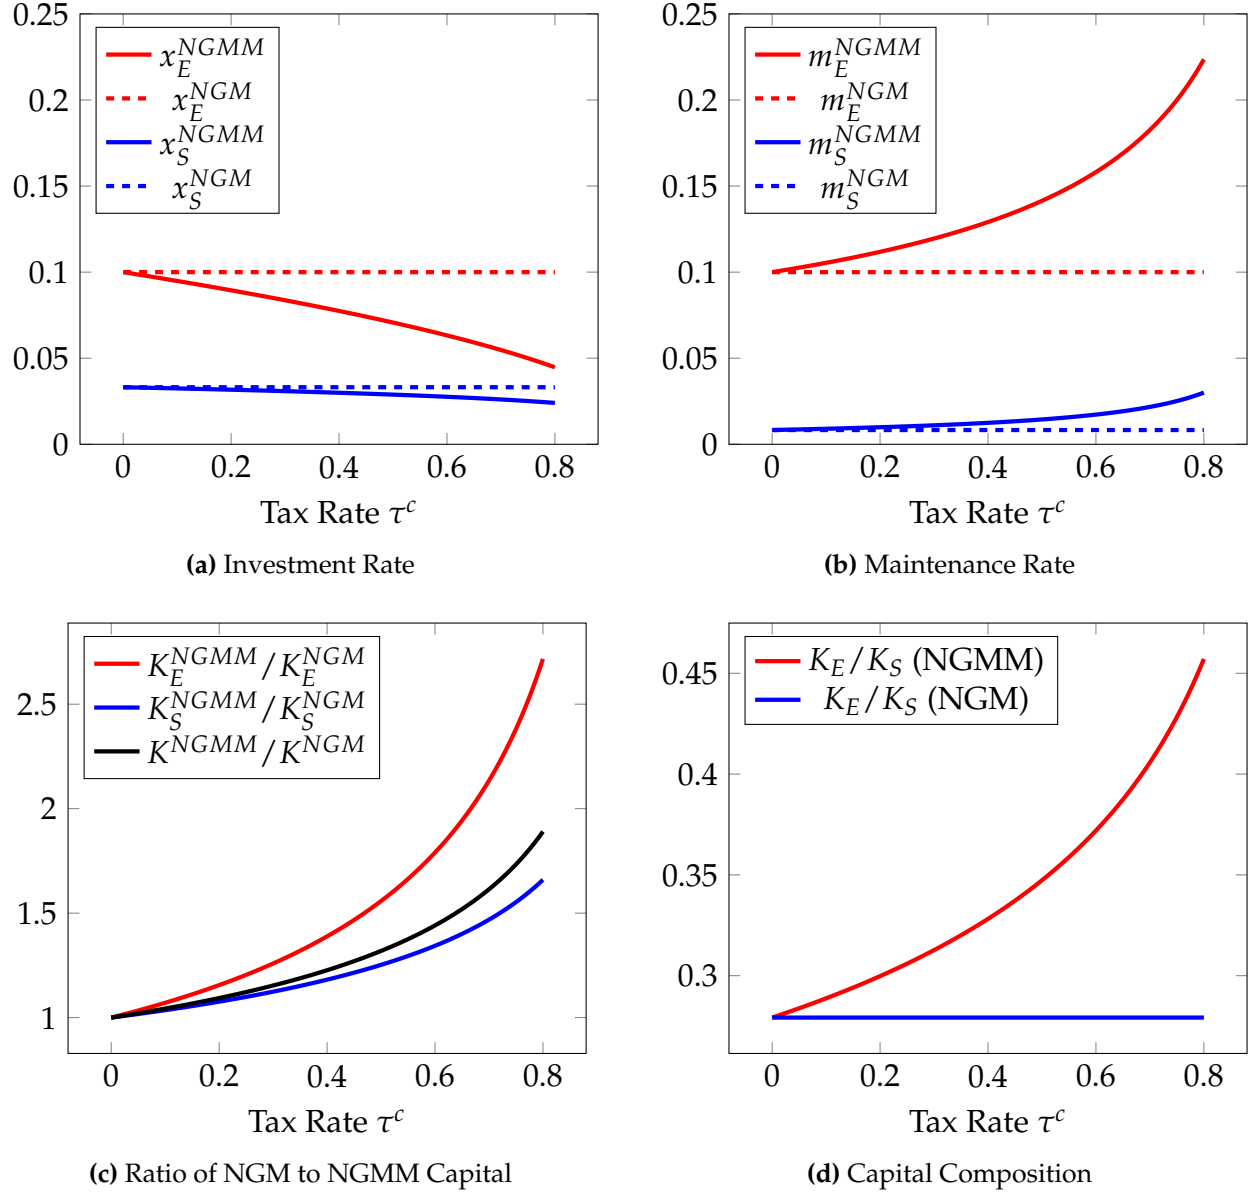 0.25
0.2
0.15
0.1
0.05
0
x_E^{NGMM}
x_E^{NGM}
x_S^{NGMM}
x_S^{NGM}
0 0.2 0.4 0.6 0.8
Tax Rate τ^c
(a) Investment Rate
0.25
0.2
0.15
0.1
0.05
0
m_E^{NGMM}
m_E^{NGM}
m_S^{NGMM}
m_S^{NGM}
0 0.2 0.4 0.6 0.8
Tax Rate τ^c
(b) Maintenance Rate
2.5
2
1.5
1
K_E^{NGMM}/K_E^{NGM}
K_S^{NGMM}/K_S^{NGM}
K^{NGMM}/K^{NGM}
0 0.2 0.4 0.6 0.8
Tax Rate τ^c
(c) Ratio of NGM to NGMM Capital
0.45
0.4
0.35
0.3
K_E/K_S (NGMM)
K_E/K_S (NGM)
0 0.2 0.4 0.6 0.8
Tax Rate τ^c
(d) Capital Composition